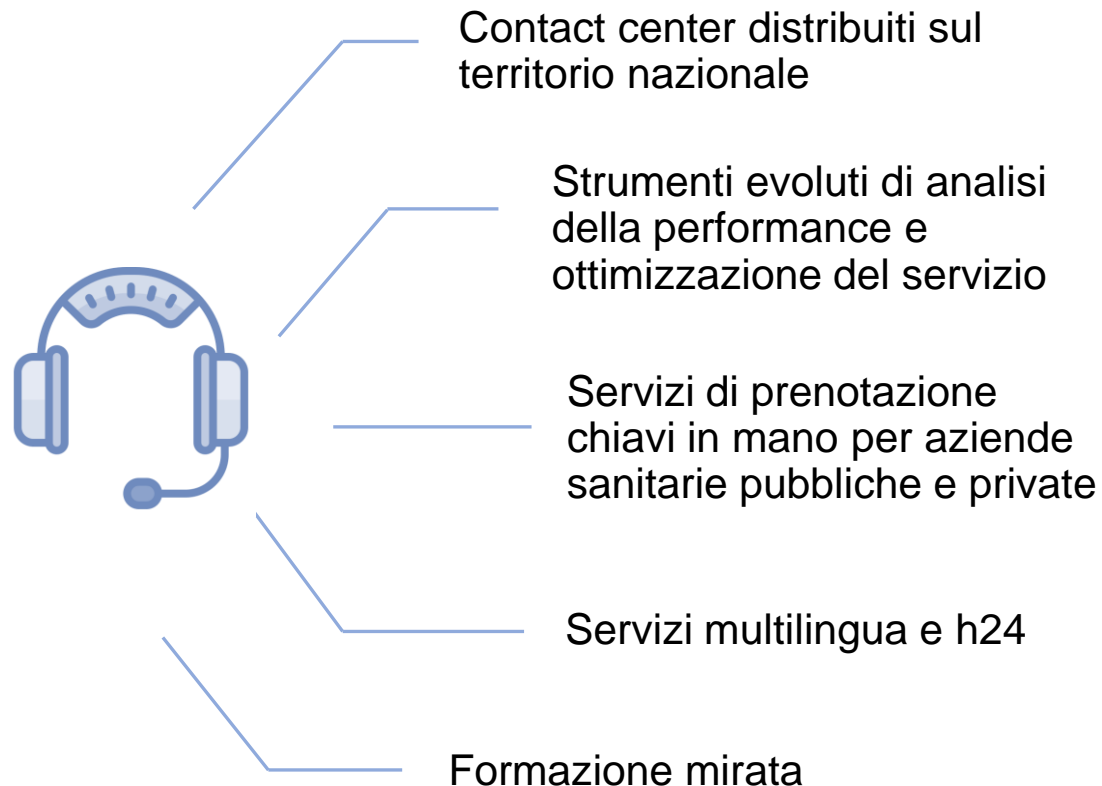 Contact center distribuiti sul
territorio nazionale
Strumenti evoluti di analisi
della performance e
ottimizzazione del servizio
Servizi di prenotazione
chiavi in mano per aziende
sanitarie pubbliche e private
Servizi multilingua e h24
Formazione mirata